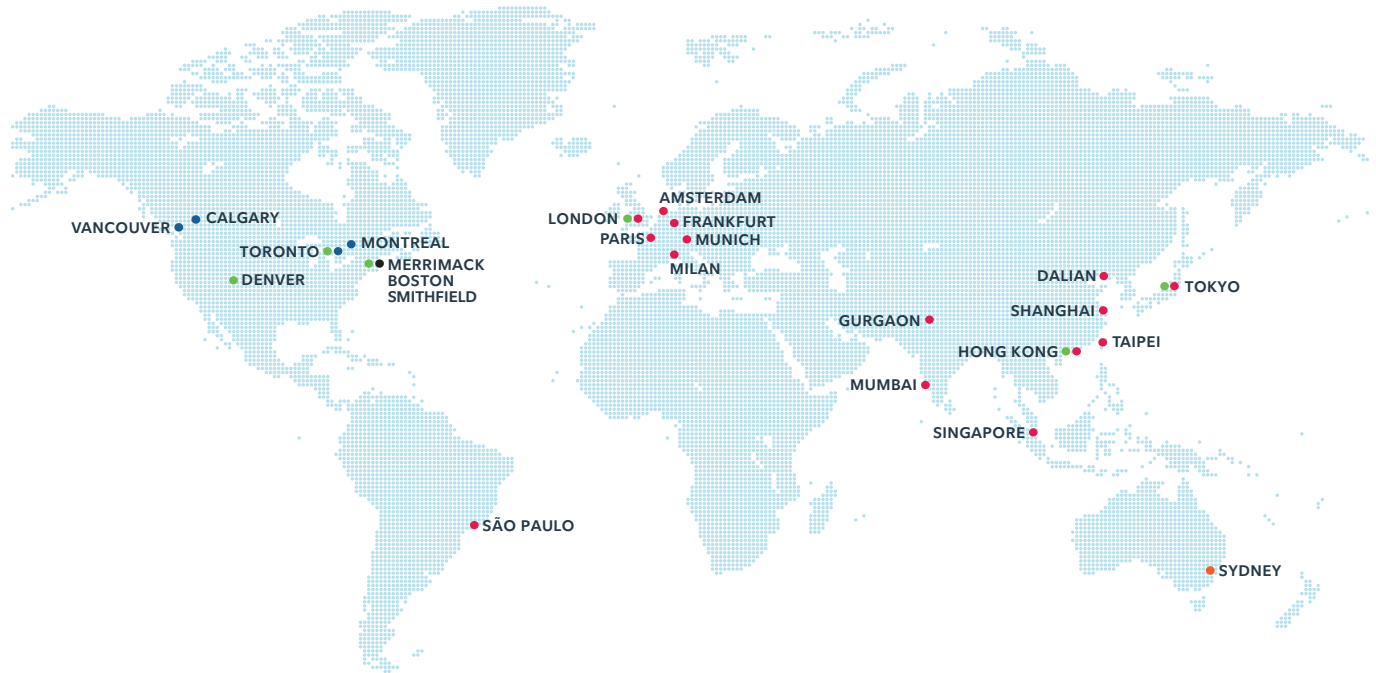 AMSTERDAM
CALGARY
LONDON
FRANKFURT
VANCOUVER
PARIS
MUNICH
MONTREAL
TORONTO
MERRIMACK
BOSTON
SMITHFIELD
MILAN
DENVER
DALIAN
TOKYO
SHANGHAI
GURGAON
TAIPEI
HONG KONG
MUMBAI
SINGAPORE
SÃO PAULO
SYDNEY